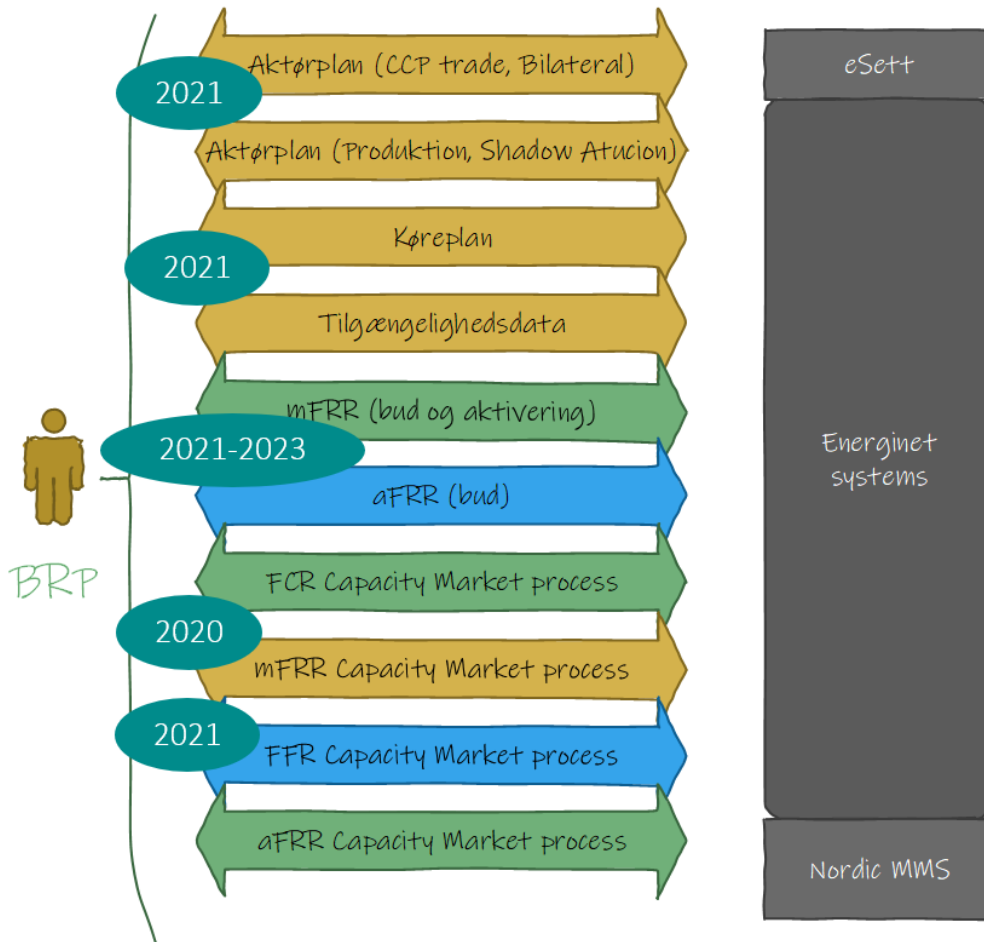 Aktørplan (CCP trade, Bilateral)
eSett
2021
Aktørplan (Produktion, Shadow Atucion)
Køreplan
2021
Tilgængelighedsdata
mFRR (bud og aktivering)
2021-2023
Energinet
systems
aFRR (bud)
BRP
FCR Capacity Market process
2020
mFRR Capacity Market process
2021
FFR Capacity Market process
aFRR Capacity Market process
Nordic MMS